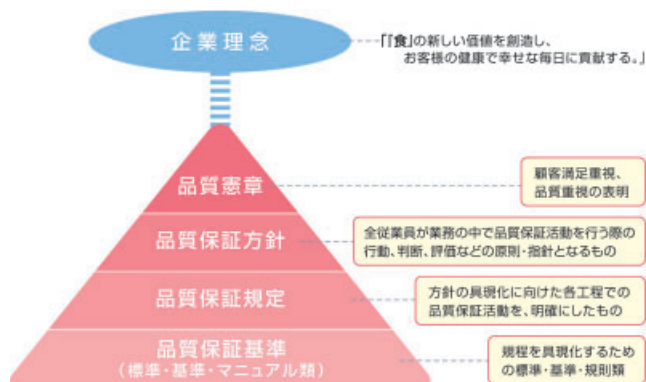 企業理念
「「食」の新しい価値を創造し、
お客様の健康で幸せな毎日に貢献する。」
品質憲章
顧客満足重視、
品質重視の表明
品質保証方針
全従業員が業務の中で品質保証活動を行う際の
行動、判断、評価などの原則・指針となるもの
品質保証規定
方針の具現化に向けた各工程での
品質保証活動を、明確にしたもの
品質保証基準
(標準・基準・マニュアル類)
規程を具現化するため
の標準・基準・規則類